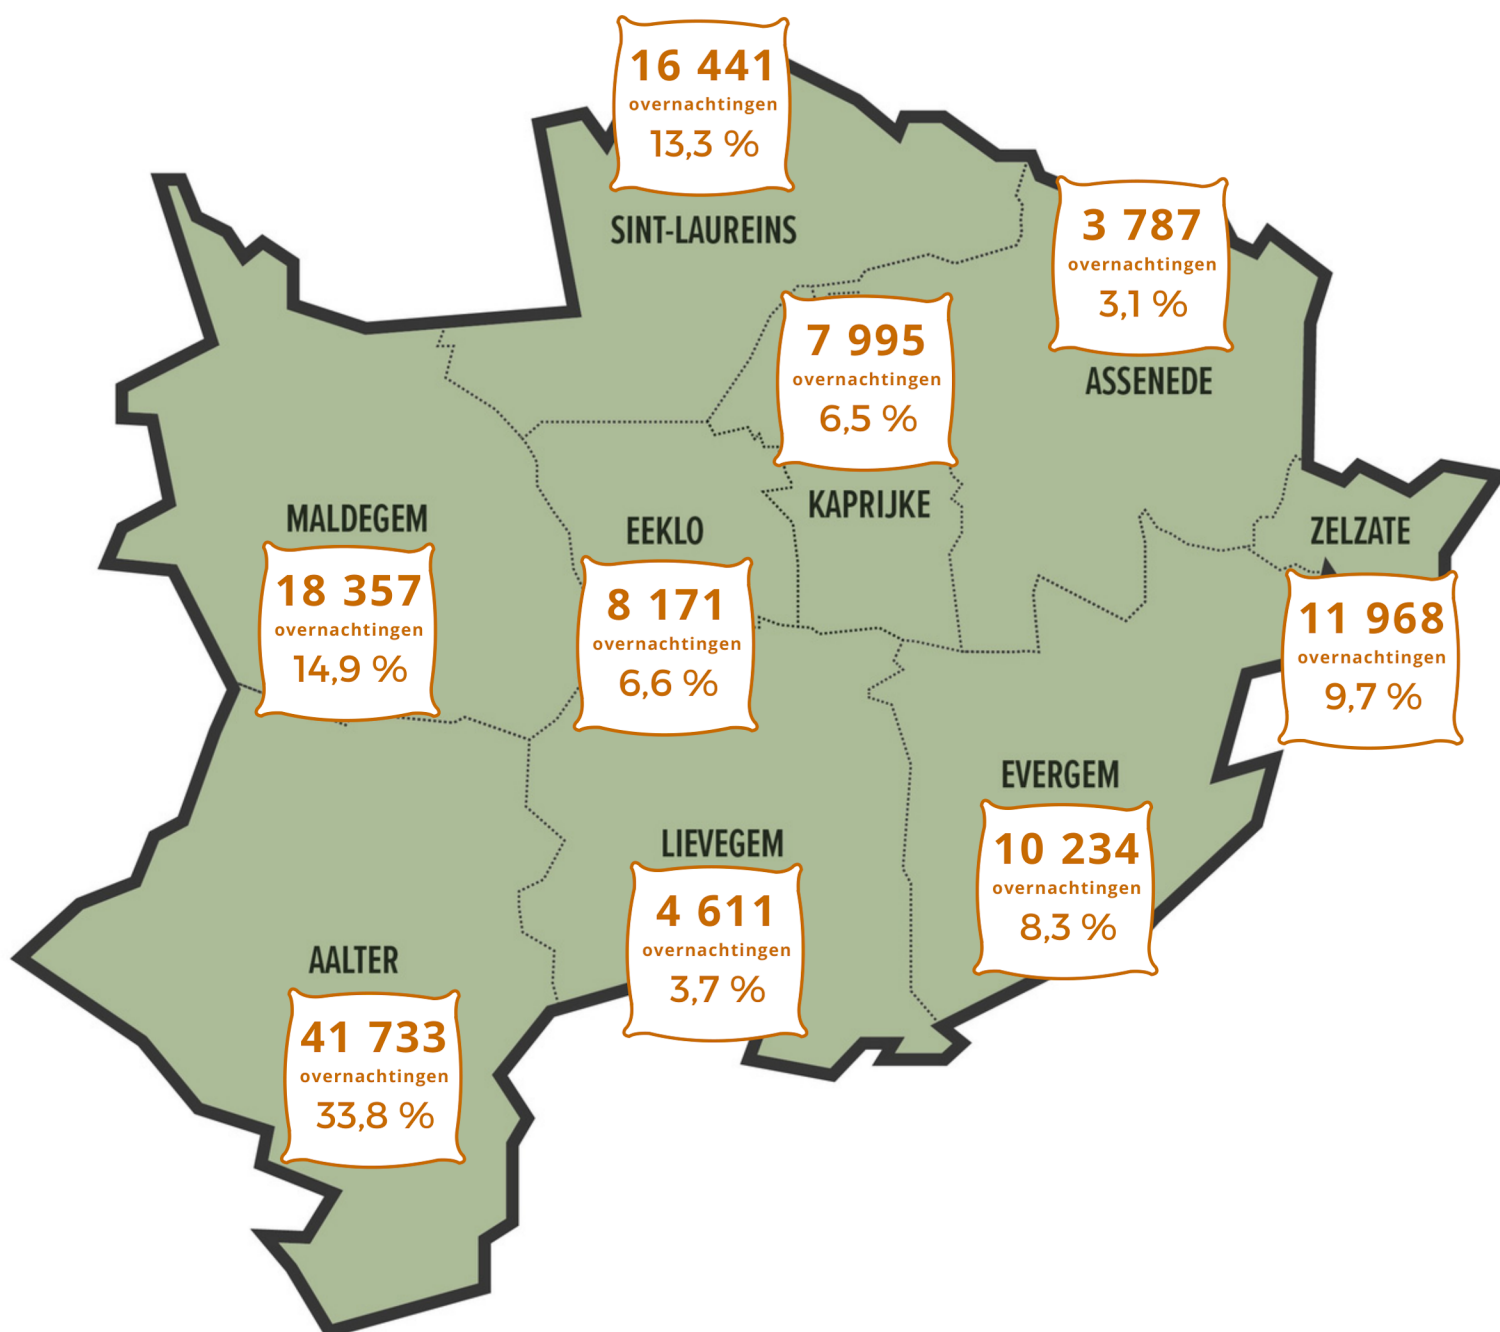 16 441
overnachtingen
13,3 %
SINT-LAUREINS
3 787
overnachtingen
3,1 %
ASSENEDE
7 995
overnachtingen
6,5 %
KAPRIJKE
MALDEGEM
18 357
overnachtingen
14,9 %
EEKLO
8 171
overnachtingen
6,6 %
ZELZATE
11 968
overnachtingen
9,7 %
EVERGEM
10 234
overnachtingen
8,3 %
LIEVEGEM
4 611
overnachtingen
3,7 %
AALTER
41 733
overnachtingen
33,8 %